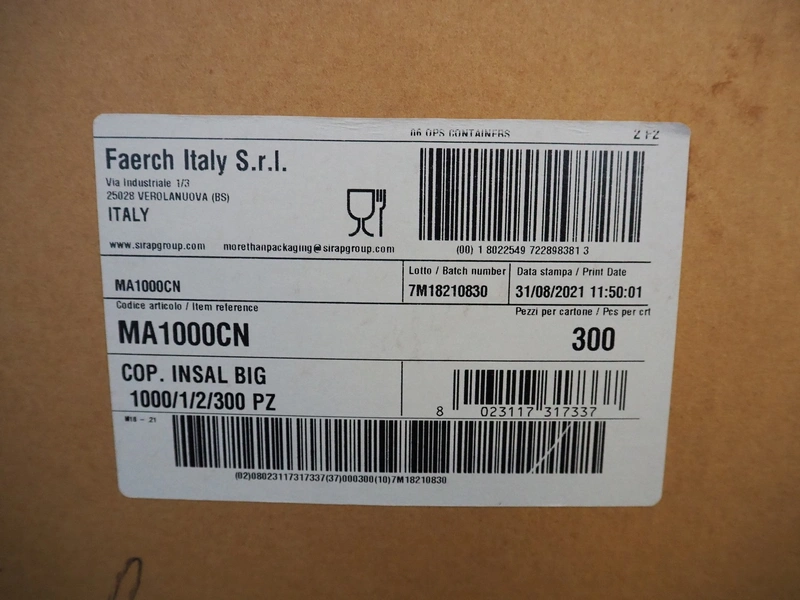 06 OPS CONTAINERS
Faerch Italy S.r.l.
Via Industriale 1/3
25028 VEROLANUOVA (BS)
ITALY
www.sirapgroup.com morethanpackaging@sirapgroup.com
(00) 1 8022549 722898381 3
MA1000CN
Lotto / Batch number
7M18210830
Data stampa / Print Date
31/08/2021 11:50:01
Codice articolo / Item reference
MA1000CN
Pezzi per cartone / Pcs per crt
300
COP. INSAL BIG
1000/1/2/300 PZ
8 023117 317337
M18 - 21
(02)08023117317337(37)000300(10)7M18210830